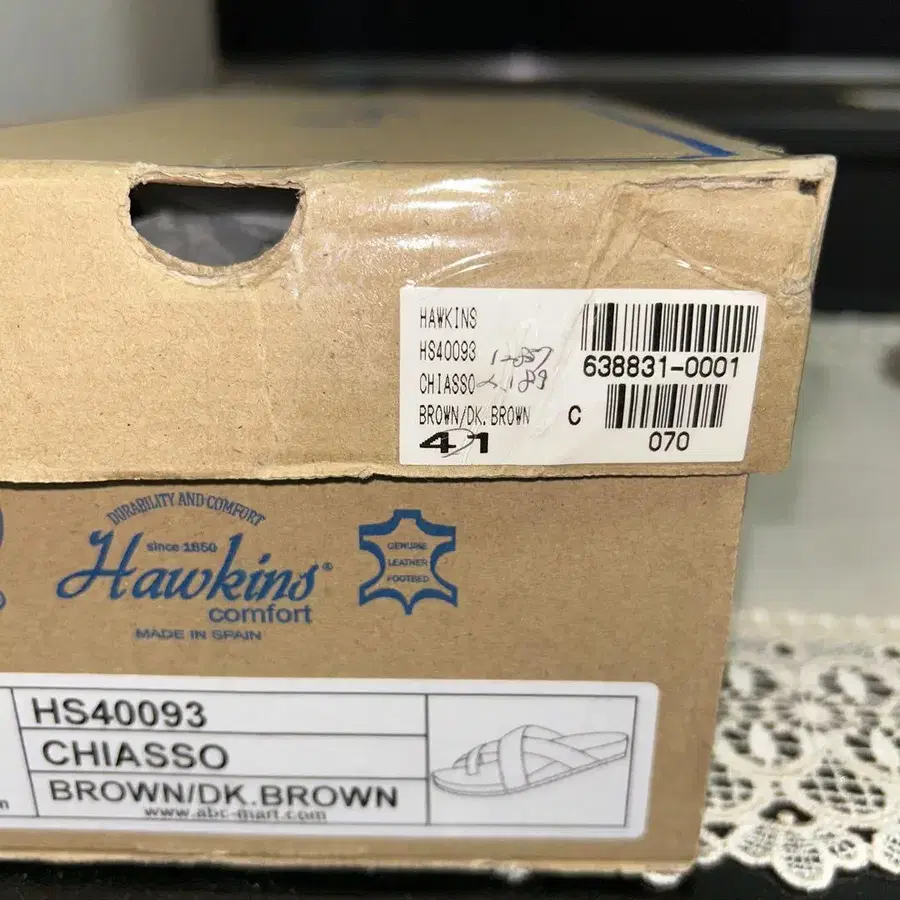 HAWKINS
HS40093
CHIASSO
BROWN/DK. BROWN
41
638831-0001
C
070
DURABILITY AND COMFORT
since 1850
Hawkins®
comfort
MADE IN SPAIN
GENUINE
LEATHER
FOOTBED
HS40093
CHIASSO
BROWN/DK.BROWN
www.abc-mart.com